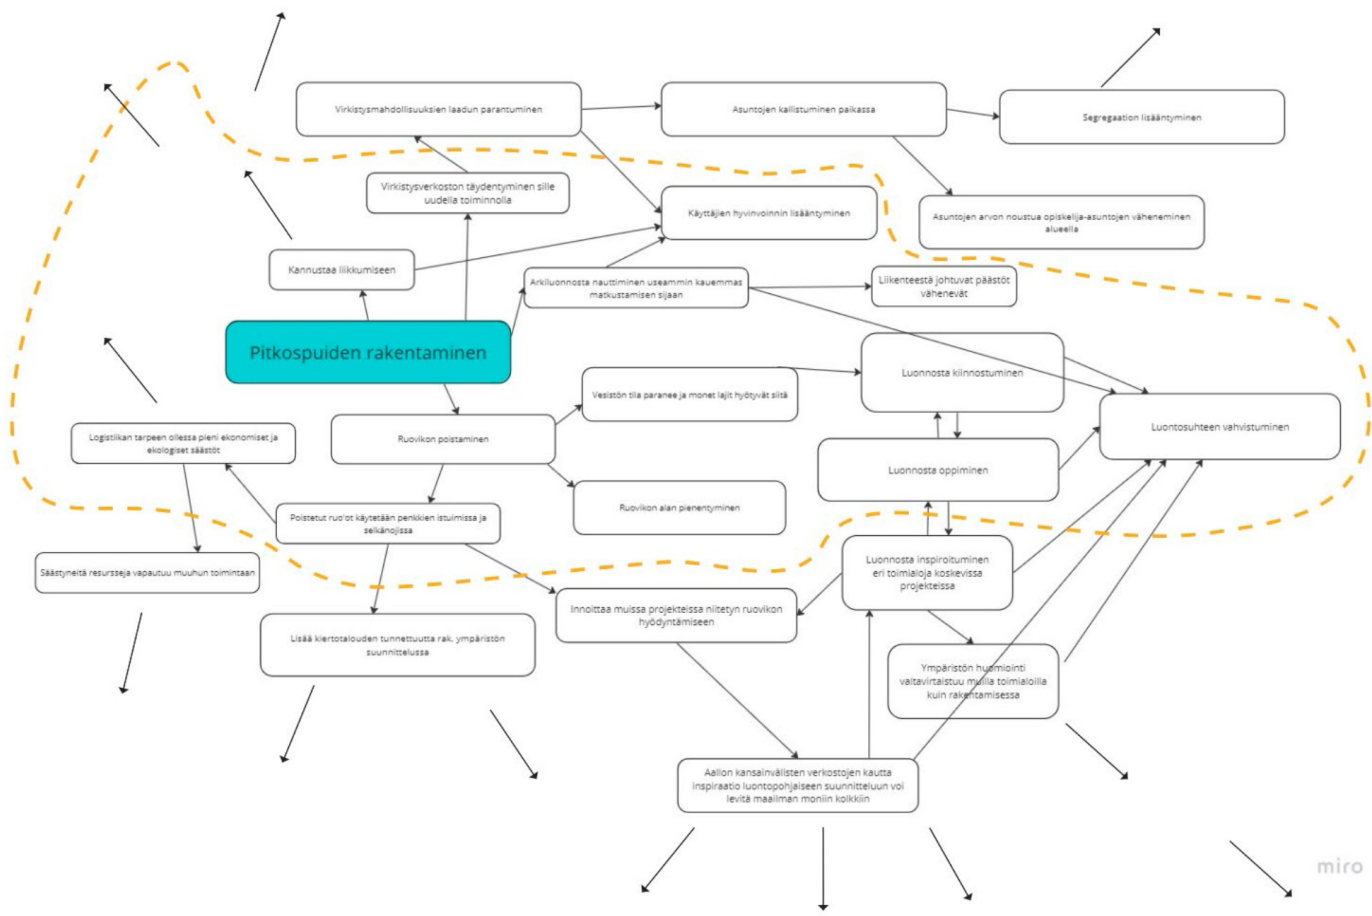 Virkistysmahdollisuuksien laadun parantuminen
Asuntojen kallistuminen paikassa
Segregaation lisääntyminen
Virkistysverkoston täydentyminen sille
uudella toiminnolla
Käyttäjien hyvinvoinnin lisääntyminen
Asuntojen arvon noustua opiskelija-asuntojen väheneminen
alueella
Kannustaa liikkumiseen
Arkiluonnosta nauttiminen useammin kauemmas
matkustamisen sijaan
Liikenteestä johtuvat päästöt
vähenevät
Pitkospuiden rakentaminen
Luonnosta kiinnostuminen
Vesistön tila paranee ja monet lajit hyötyvät siitä
Luontosuhteen vahvistuminen
Logistiikan tarpeen ollessa pieni ekonomiset ja
ekologiset säästöt
Ruovikon poistaminen
Luonnosta oppiminen
Ruovikon alan pienentyminen
Poistetut ruo'ot käytetään penkkien istuimissa ja
selkänojissa
Säästyneitä resursseja vapautuu muuhun toimintaan
Luonnosta inspiroituminen
eri toimialoja koskevissa
projekteissa
Innoittaa muissa projekteissa niitetyn ruovikon
hyödyntämiseen
Lisää kiertotalouden tunnettuutta rak. ympäristön
suunnittelussa
Ympäristön huomiointi
valtavirtaistuu muilla toimialoilla
kuin rakentamisessa
Aallon kansainvälisten verkostojen kautta
inspiraatio luontopohjaiseen suunnitteluun voi
levitä maailman moniin kolkkiin
miro